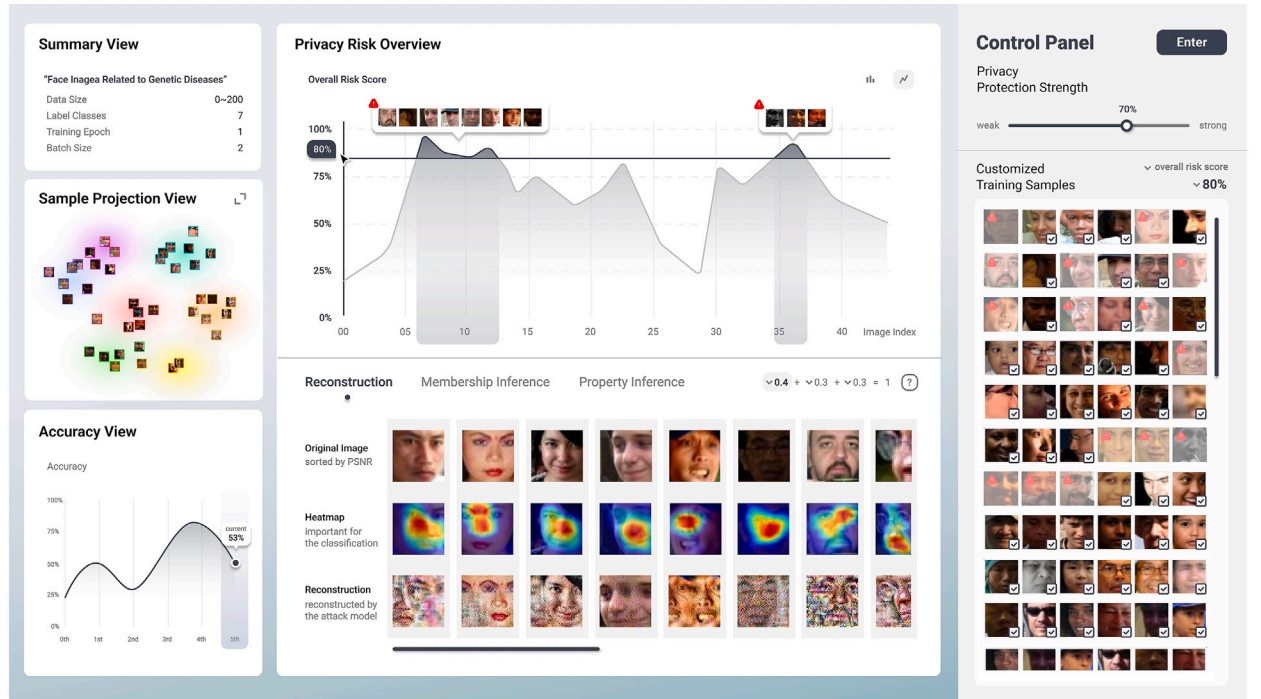 Summary View
"Face Inagea Related to Genetic Diseases"
Data Size 0~200
Label Classes 7
Training Epoch 1
Batch Size 2
Sample Projection View
Accuracy View
Accuracy
100%
75%
50%
25%
0%
current
53%
0th 1st 2nd 3rd 4th 5th
Privacy Risk Overview
Overall Risk Score
100%
80%
75%
50%
25%
0%
00 05 10 15 20 25 30 35 40 Image Index
Reconstruction Membership Inference Property Inference 0.4 + 0.3 + 0.3 = 1 ?
Original Image
sorted by PSNR
Heatmap
important for
the classification
Reconstruction
reconstructed by
the attack model
Control Panel Enter
Privacy
Protection Strength
70%
weak strong
Customized
Training Samples
overall risk score
80%